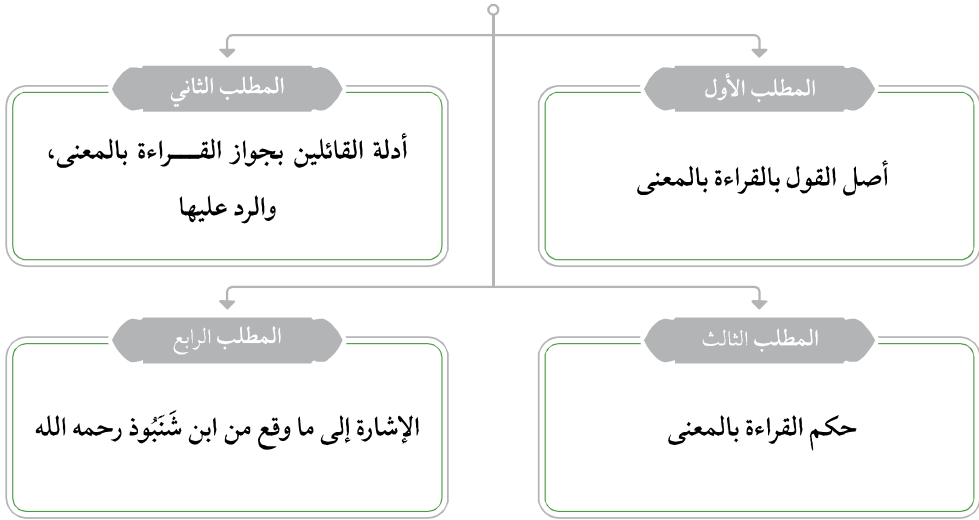 المطلب الأول
أصل القول بالقراءة بالمعنى
المطلب الثاني
أدلة القائلين بجواز القـــراءة بالمعنى،
والرد عليها
المطلب الثالث
حكم القراءة بالمعنى
المطلب الرابع
الإشارة إلى ما وقع من ابن شَنَبُوذ رحمه الله